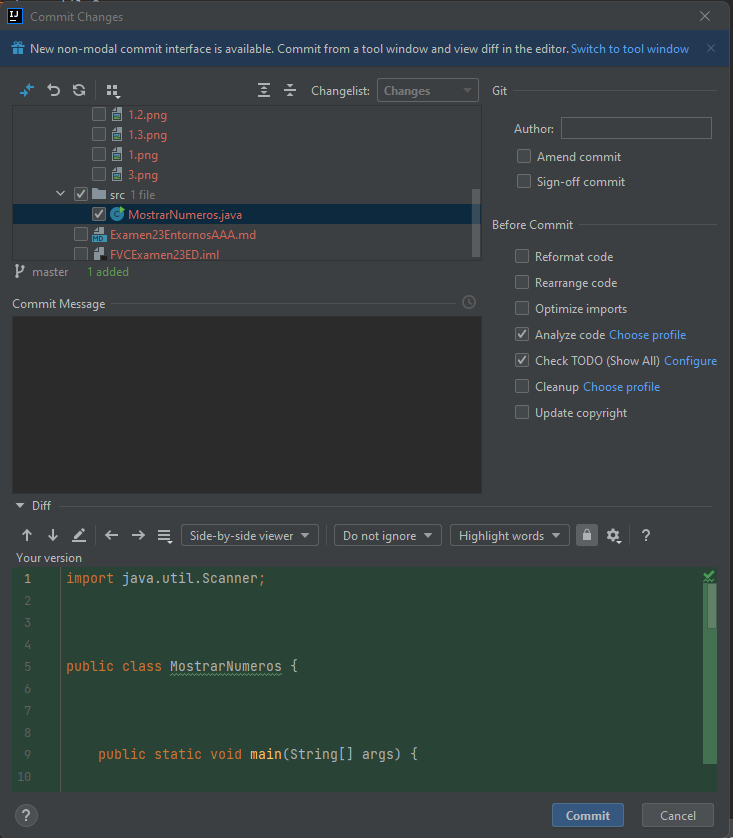 Commit Changes
New non-modal commit interface is available. Commit from a tool window and view diff in the editor. Switch to tool window
Changelist: Changes
Git
1.2.png
1.3.png
1.png
3.png
src 1 file
MostrarNumeros.java
Examen23EntornosAAA.md
FVCExamen23ED.iml
master 1 added
Author:
Amend commit
Sign-off commit
Before Commit
Reformat code
Rearrange code
Optimize imports
Analyze code Choose profile
Check TODO (Show All) Configure
Cleanup Choose profile
Update copyright
Commit Message
Diff
Side-by-side viewer Do not ignore Highlight words ?
Your version
1 import java.util.Scanner;
2
3
4
5 public class MostrarNumeros {
6
7
8
9 public static void main(String[] args) {
10
? Commit Cancel